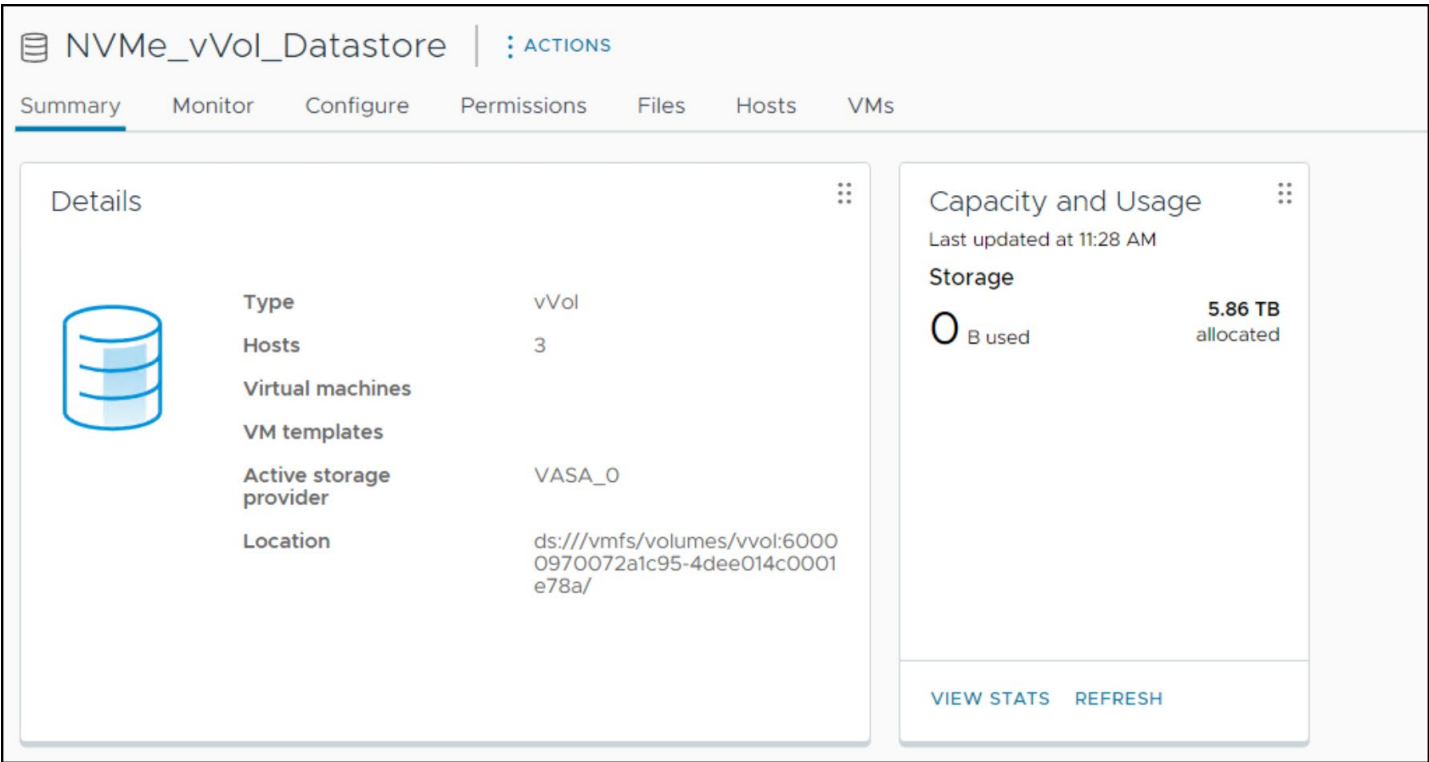 NVMe_vVol_Datastore
ACTIONS
Summary Monitor Configure Permissions Files Hosts VMs
Details
Type vVol
Hosts 3
Virtual machines
VM templates
Active storage
provider
VASA_0
Location
ds:///vmfs/volumes/vvol:6000
0970072a1c95-4dee014c0001
e78a/
Capacity and Usage
Last updated at 11:28 AM
Storage
0 B used
5.86 TB
allocated
VIEW STATS REFRESH